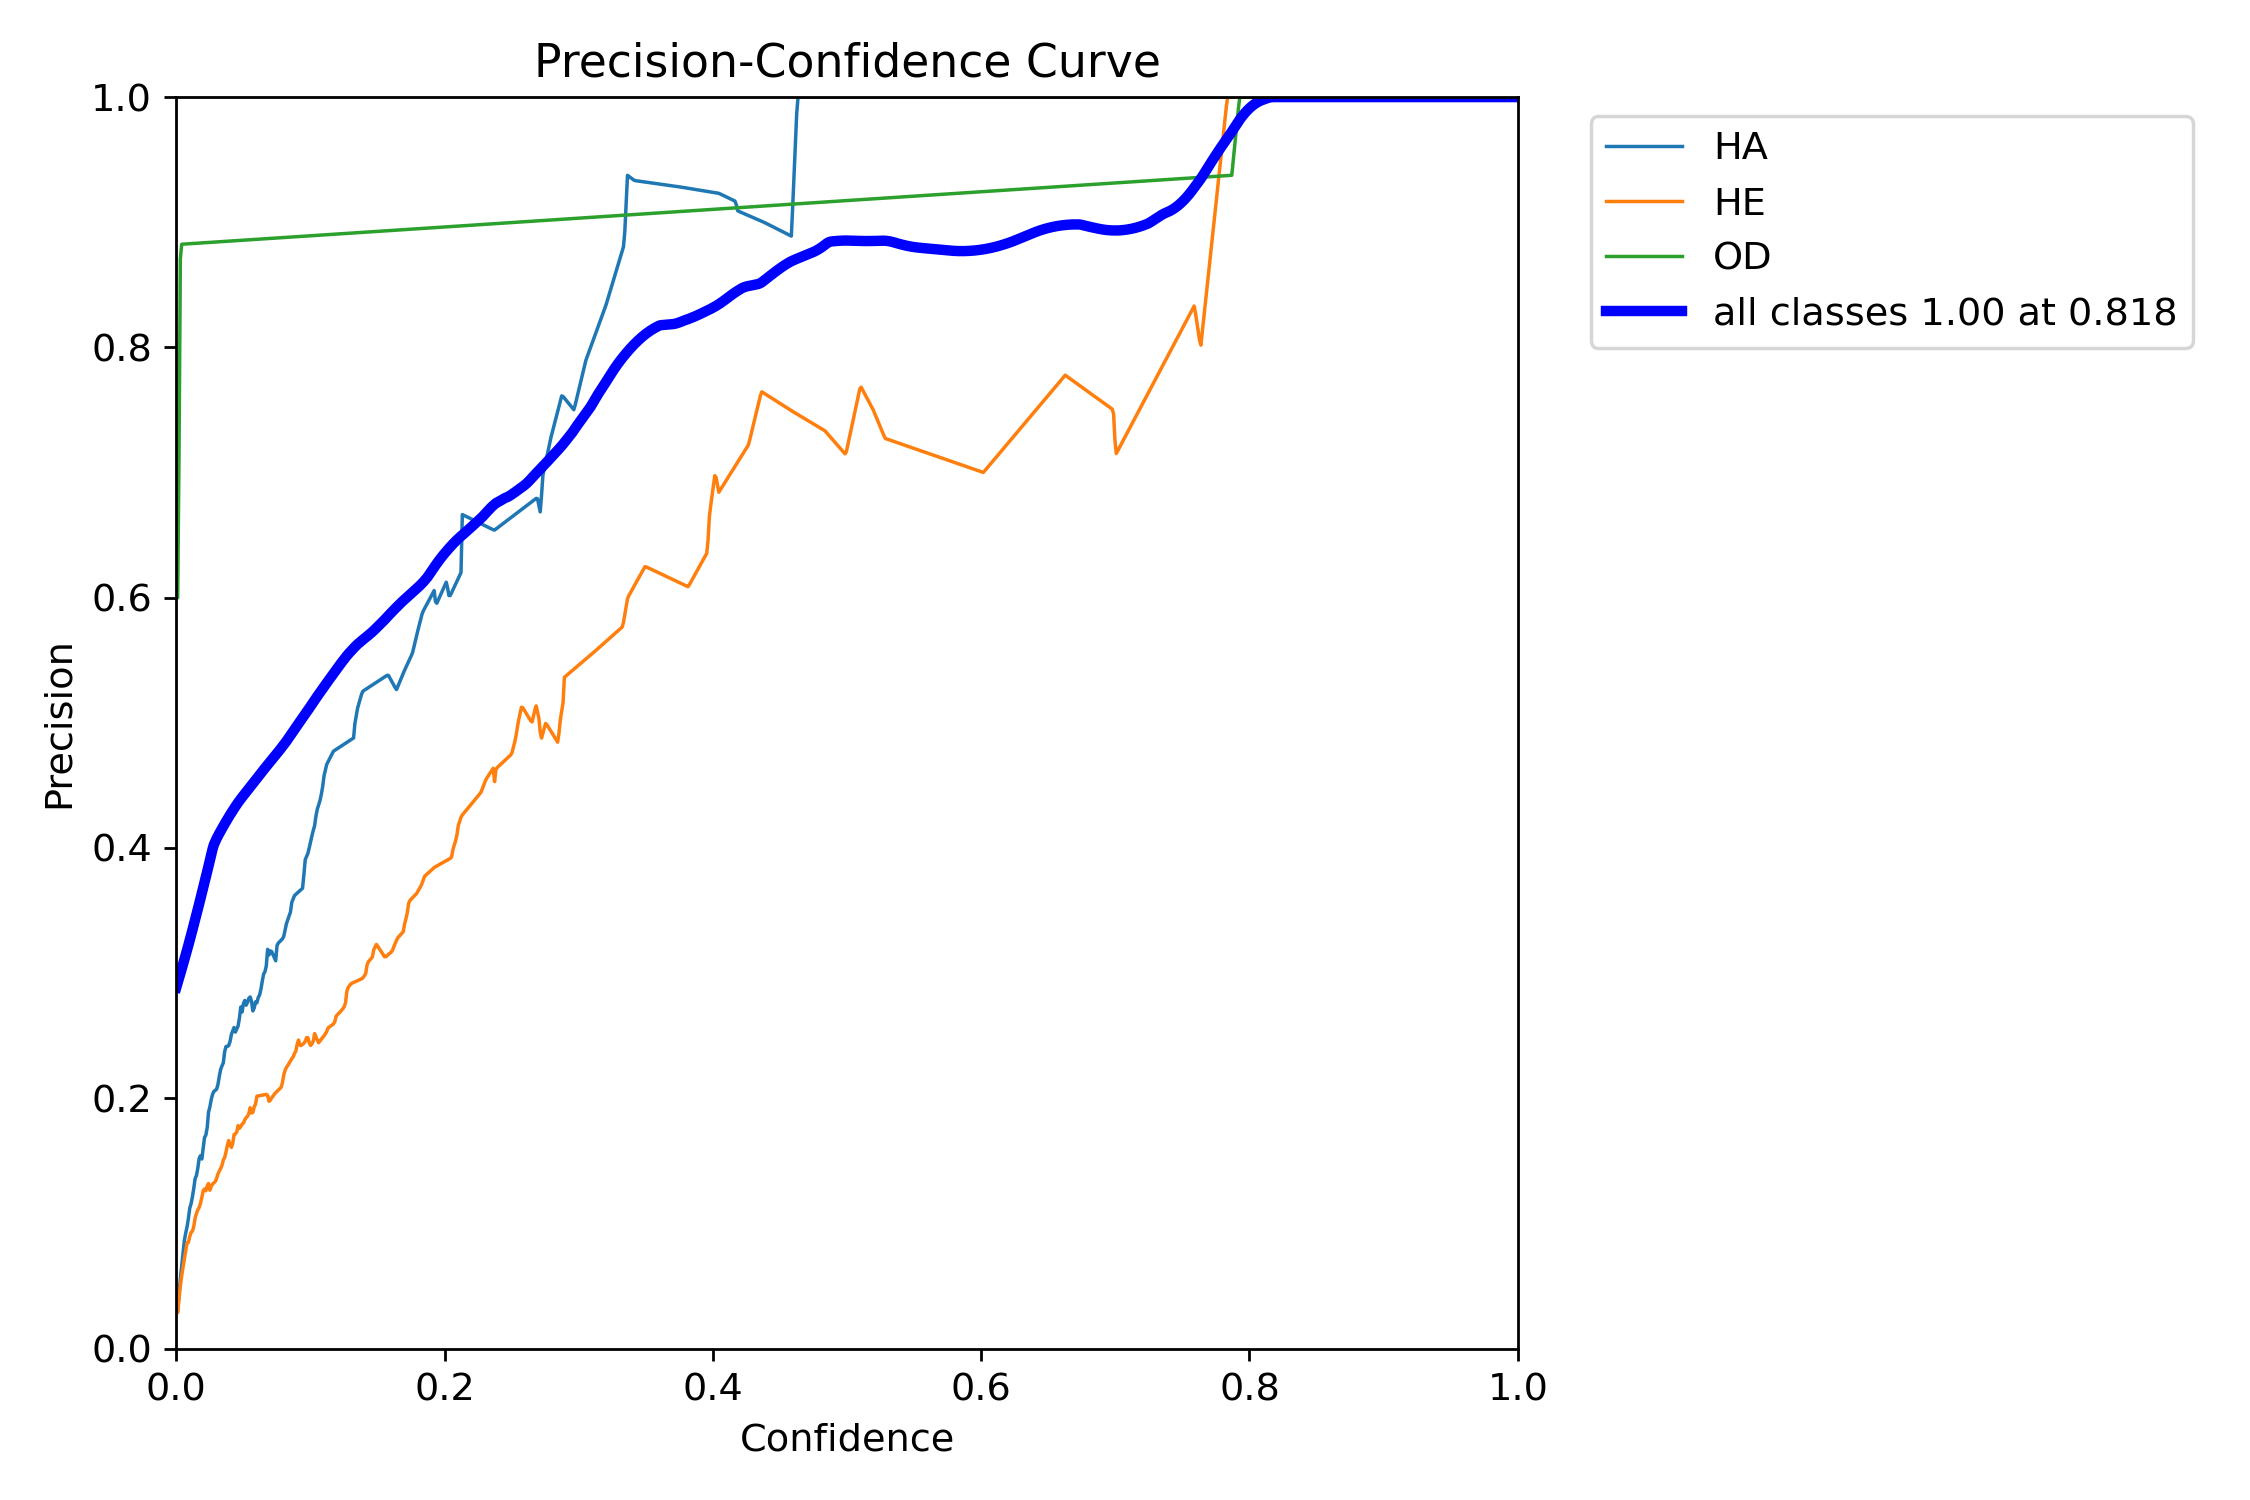 Precision-Confidence Curve
1.0
0.8
0.6
0.4
0.2
0.0
Precision
0.0 0.2 0.4 0.6 0.8 1.0
Confidence
HA
HE
OD
all classes 1.00 at 0.818